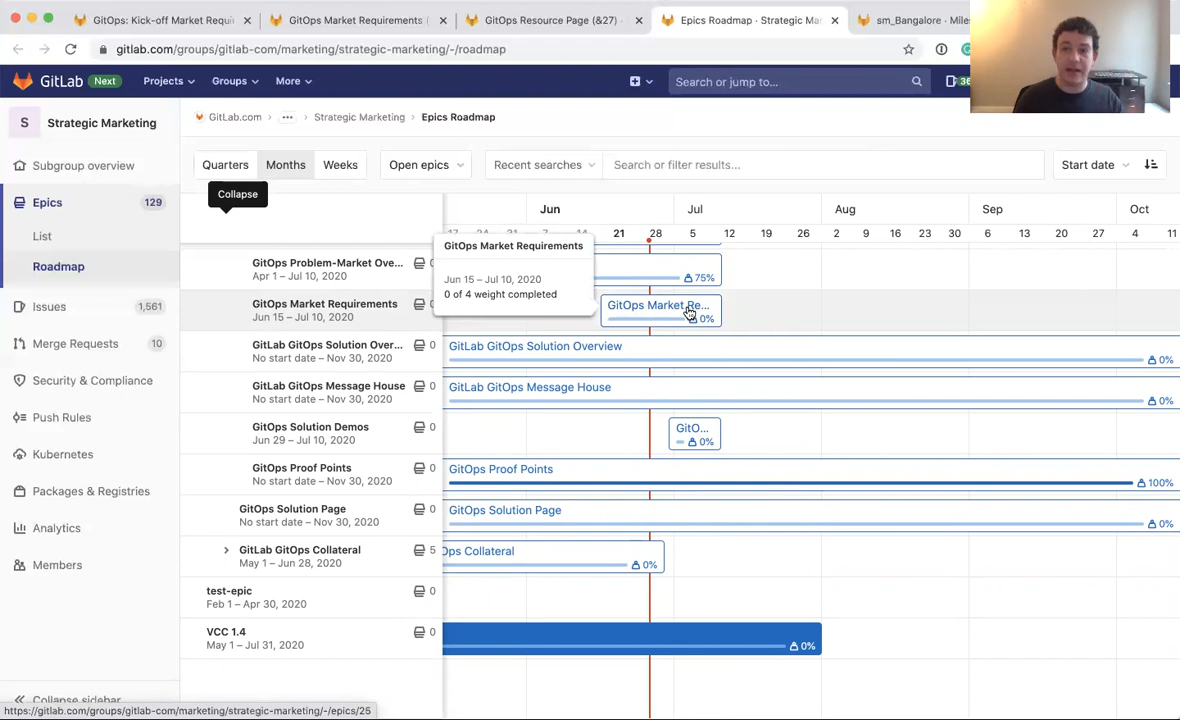 GitOps: Kick-off Market Requi
GitOps Market Requirements (
GitOps Resource Page (&27)
Epics Roadmap · Strategic Ma
sm_Bangalore · Miles
gitlab.com/groups/gitlab-com/marketing/strategic-marketing/-/roadmap
GitLab Next Projects Groups More Search or jump to... 36
S Strategic Marketing
GitLab.com › ... › Strategic Marketing › Epics Roadmap
Subgroup overview
Epics 129
List
Roadmap
Issues 1,561
Merge Requests 10
Security & Compliance
Push Rules
Kubernetes
Packages & Registries
Analytics
Members
Collapse sidebar
Quarters Months Weeks Open epics Recent searches Search or filter results... Start date
Collapse
Jun Jul Aug Sep Oct
17 24 31 7 14 21 28 5 12 19 26 2 9 16 23 30 6 13 20 27 4 11
GitOps Market Requirements
Jun 15 – Jul 10, 2020
0 of 4 weight completed
GitOps Problem-Market Ove... 0
Apr 1 – Jul 10, 2020
75%
GitOps Market Requirements 0
Jun 15 – Jul 10, 2020
GitOps Market Re...
0%
GitLab GitOps Solution Over... 0
No start date – Nov 30, 2020
GitLab GitOps Solution Overview
0%
GitLab GitOps Message House 0
No start date – Nov 30, 2020
GitLab GitOps Message House
0%
GitOps Solution Demos 0
Jun 29 – Jul 10, 2020
GitO...
0%
GitOps Proof Points 0
No start date – Nov 30, 2020
GitOps Proof Points
100%
GitOps Solution Page 0
No start date – Nov 30, 2020
GitOps Solution Page
0%
GitLab GitOps Collateral 5
May 1 – Jun 28, 2020
Ops Collateral
0%
test-epic 0
Feb 1 – Apr 30, 2020
VCC 1.4 0
May 1 – Jul 31, 2020
0%
https://gitlab.com/groups/gitlab-com/marketing/strategic-marketing/-/epics/25